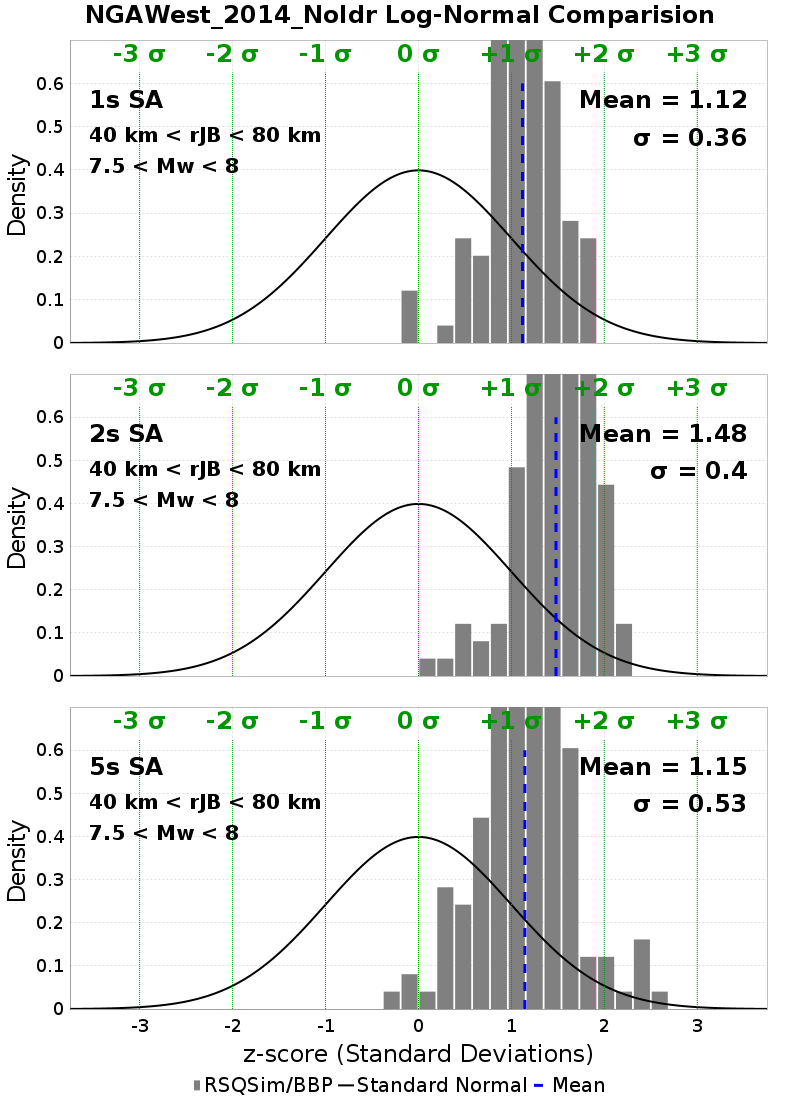 NGAWest_2014_NoIdr Log-Normal Comparision
-3 σ -2 σ -1 σ 0 σ +1 σ +2 σ +3 σ
1s SA
Mean = 1.12
40 km < rJB < 80 km
σ = 0.36
7.5 < Mw < 8
0.6
0.5
0.4
0.3
0.2
0.1
0
Density
-3 σ -2 σ -1 σ 0 σ +1 σ +2 σ +3 σ
2s SA
Mean = 1.48
40 km < rJB < 80 km
σ = 0.4
7.5 < Mw < 8
0.6
0.5
0.4
0.3
0.2
0.1
0
Density
-3 σ -2 σ -1 σ 0 σ +1 σ +2 σ +3 σ
5s SA
Mean = 1.15
40 km < rJB < 80 km
σ = 0.53
7.5 < Mw < 8
0.6
0.5
0.4
0.3
0.2
0.1
0
Density
-3 -2 -1 0 1 2 3
z-score (Standard Deviations)
RSQSim/BBP Standard Normal Mean